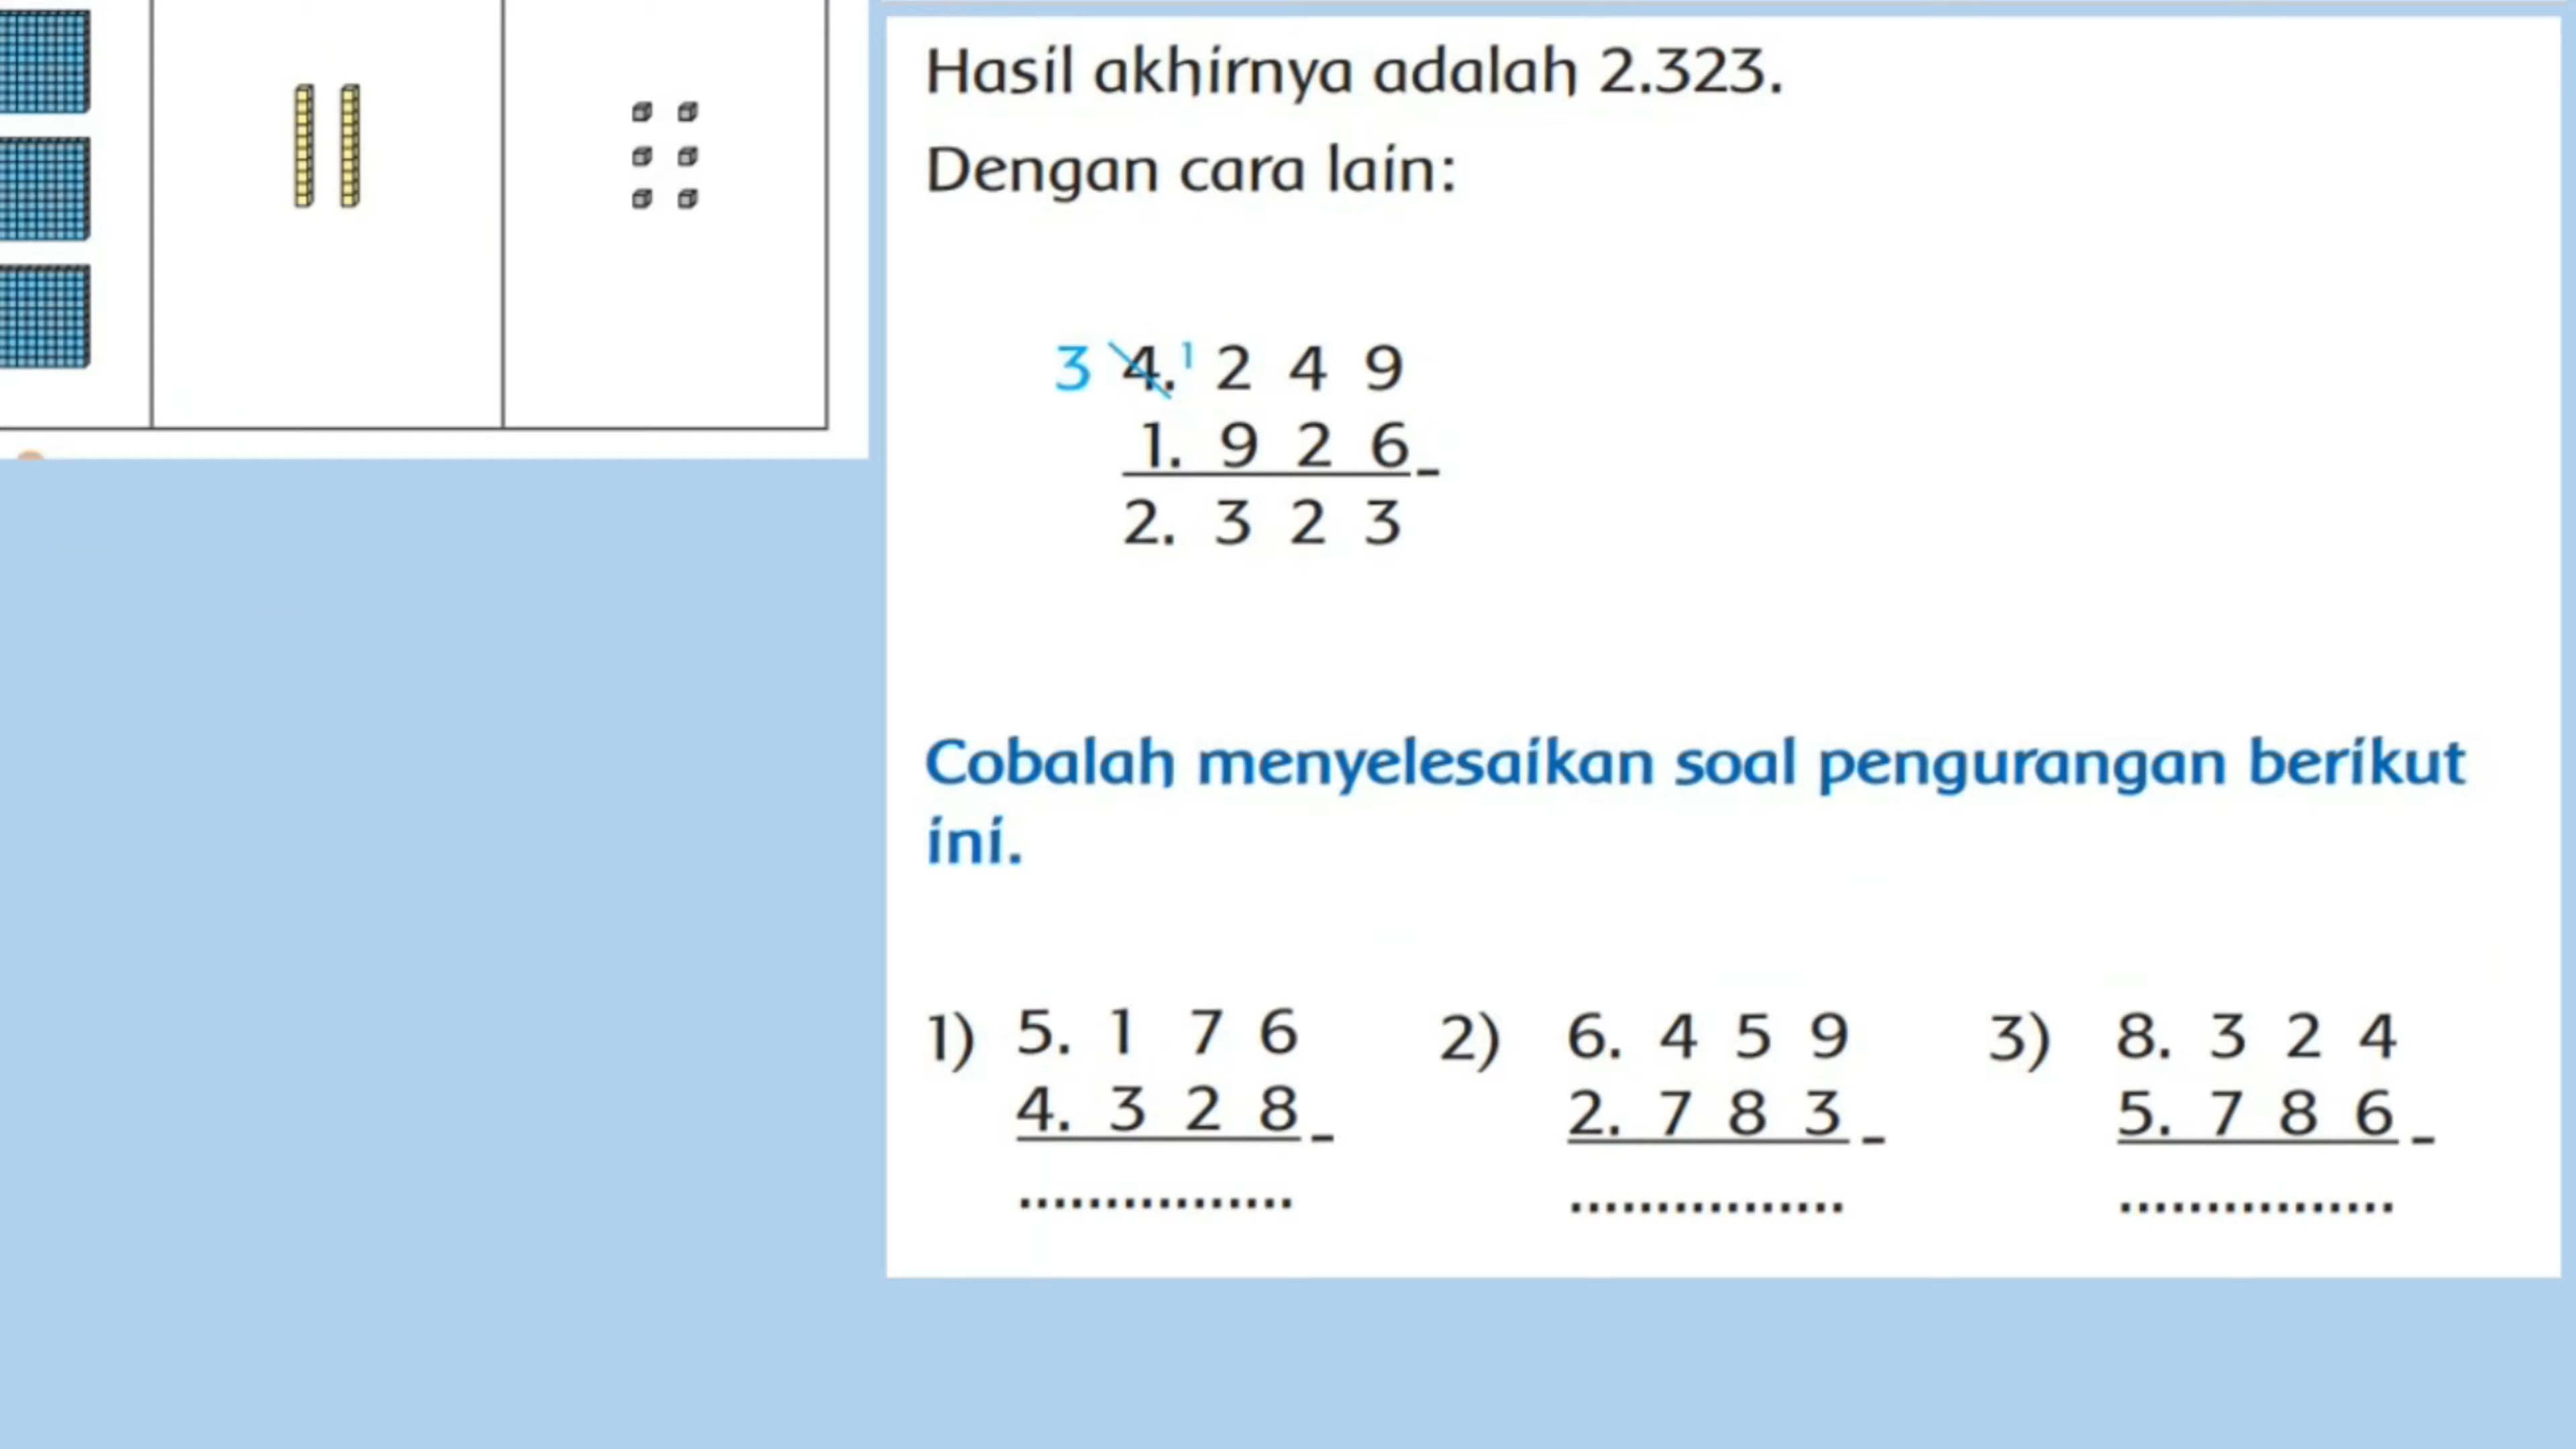 Hasil akhirnya adalah 2.323.
Dengan cara lain:
3 4. 1 2 4 9
1. 9 2 6 -
2. 3 2 3
Cobalah menyelesaikan soal pengurangan berikut
ini.
1) 5. 1 7 6 2) 6. 4 5 9 3) 8. 3 2 4
4. 3 2 8 - 2. 7 8 3 - 5. 7 8 6 -
................ ................ ................